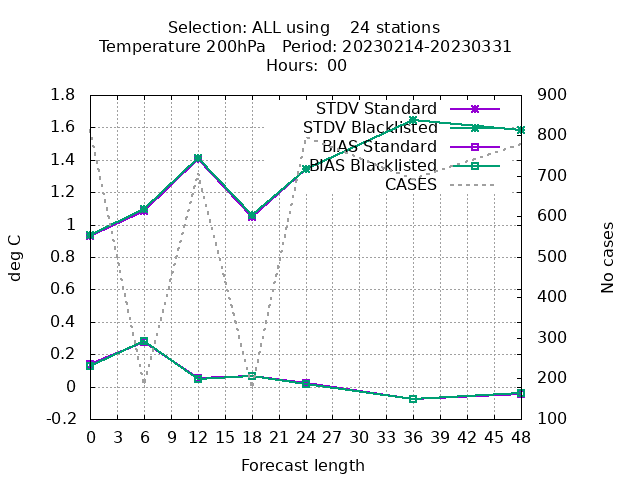 Selection: ALL using    24 stations
Temperature 200hPa   Period: 20230214-20230331
Hours: 00
1.8
1.6
1.4
1.2
1
0.8
0.6
0.4
0.2
0
-0.2
900
800
700
600
500
400
300
200
100
STDV Standard
STDV Blacklisted
BIAS Standard
BIAS Blacklisted
CASES
deg C
No cases
0 3 6 9 12 15 18 21 24 27 30 33 36 39 42 45 48
Forecast length